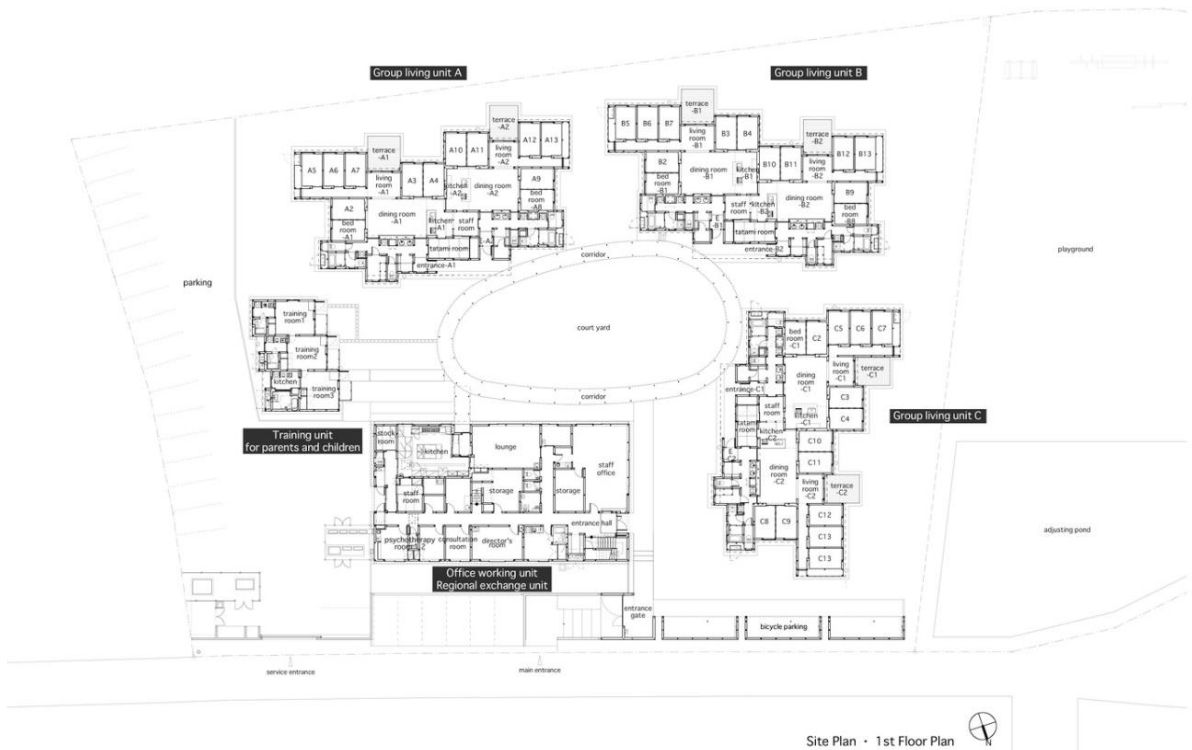 Group living unit A
Group living unit B
terrace
-A2
A10
A11
living
room
-A2
A12
A13
terrace
-A1
A5
A6
A7
living
room
-A1
A3
A4
kitchen
-A2
dining room
-A2
A9
bed
room
-A8
A2
bed
room
-A1
dining room
-A1
kitchen
-A1
staff
room
tatami room
entrance-A1
terrace
-B1
B5
B6
B7
living
room
-B1
B3
B4
terrace
-B2
B2
bed
room
-B1
dining room
-B1
kitchen
-B1
B10
B11
living
room
-B2
B12
B13
staff
room
kitchen
-B2
dining room
-B2
B9
bed
room
-B8
E
-B1
tatami room
entrance-B2
corridor
court yard
corridor
parking
playground
training
room1
training
room2
kitchen
training
room3
Training unit
for parents and children
bed
room
-C1
C2
C5
C6
C7
dining
room
-C1
living
room
-C1
terrace
-C1
entrance-C1
C3
C4
staff
room
kitchen
-C1
tatami
room
kitchen
-C2
C10
C11
E
-C2
dining
room
-C2
living
room
-C2
terrace
-C2
C8
C9
C12
C13
C13
Group living unit C
stock
room
kitchen
lounge
staff
office
staff
room
storage
storage
entrance hall
psychotherapy
room1,2
consultation
room
director's
room
Office working unit
Regional exchange unit
adjusting pond
entrance
gate
bicycle parking
service entrance
main entrance
Site Plan ・ 1st Floor Plan
N